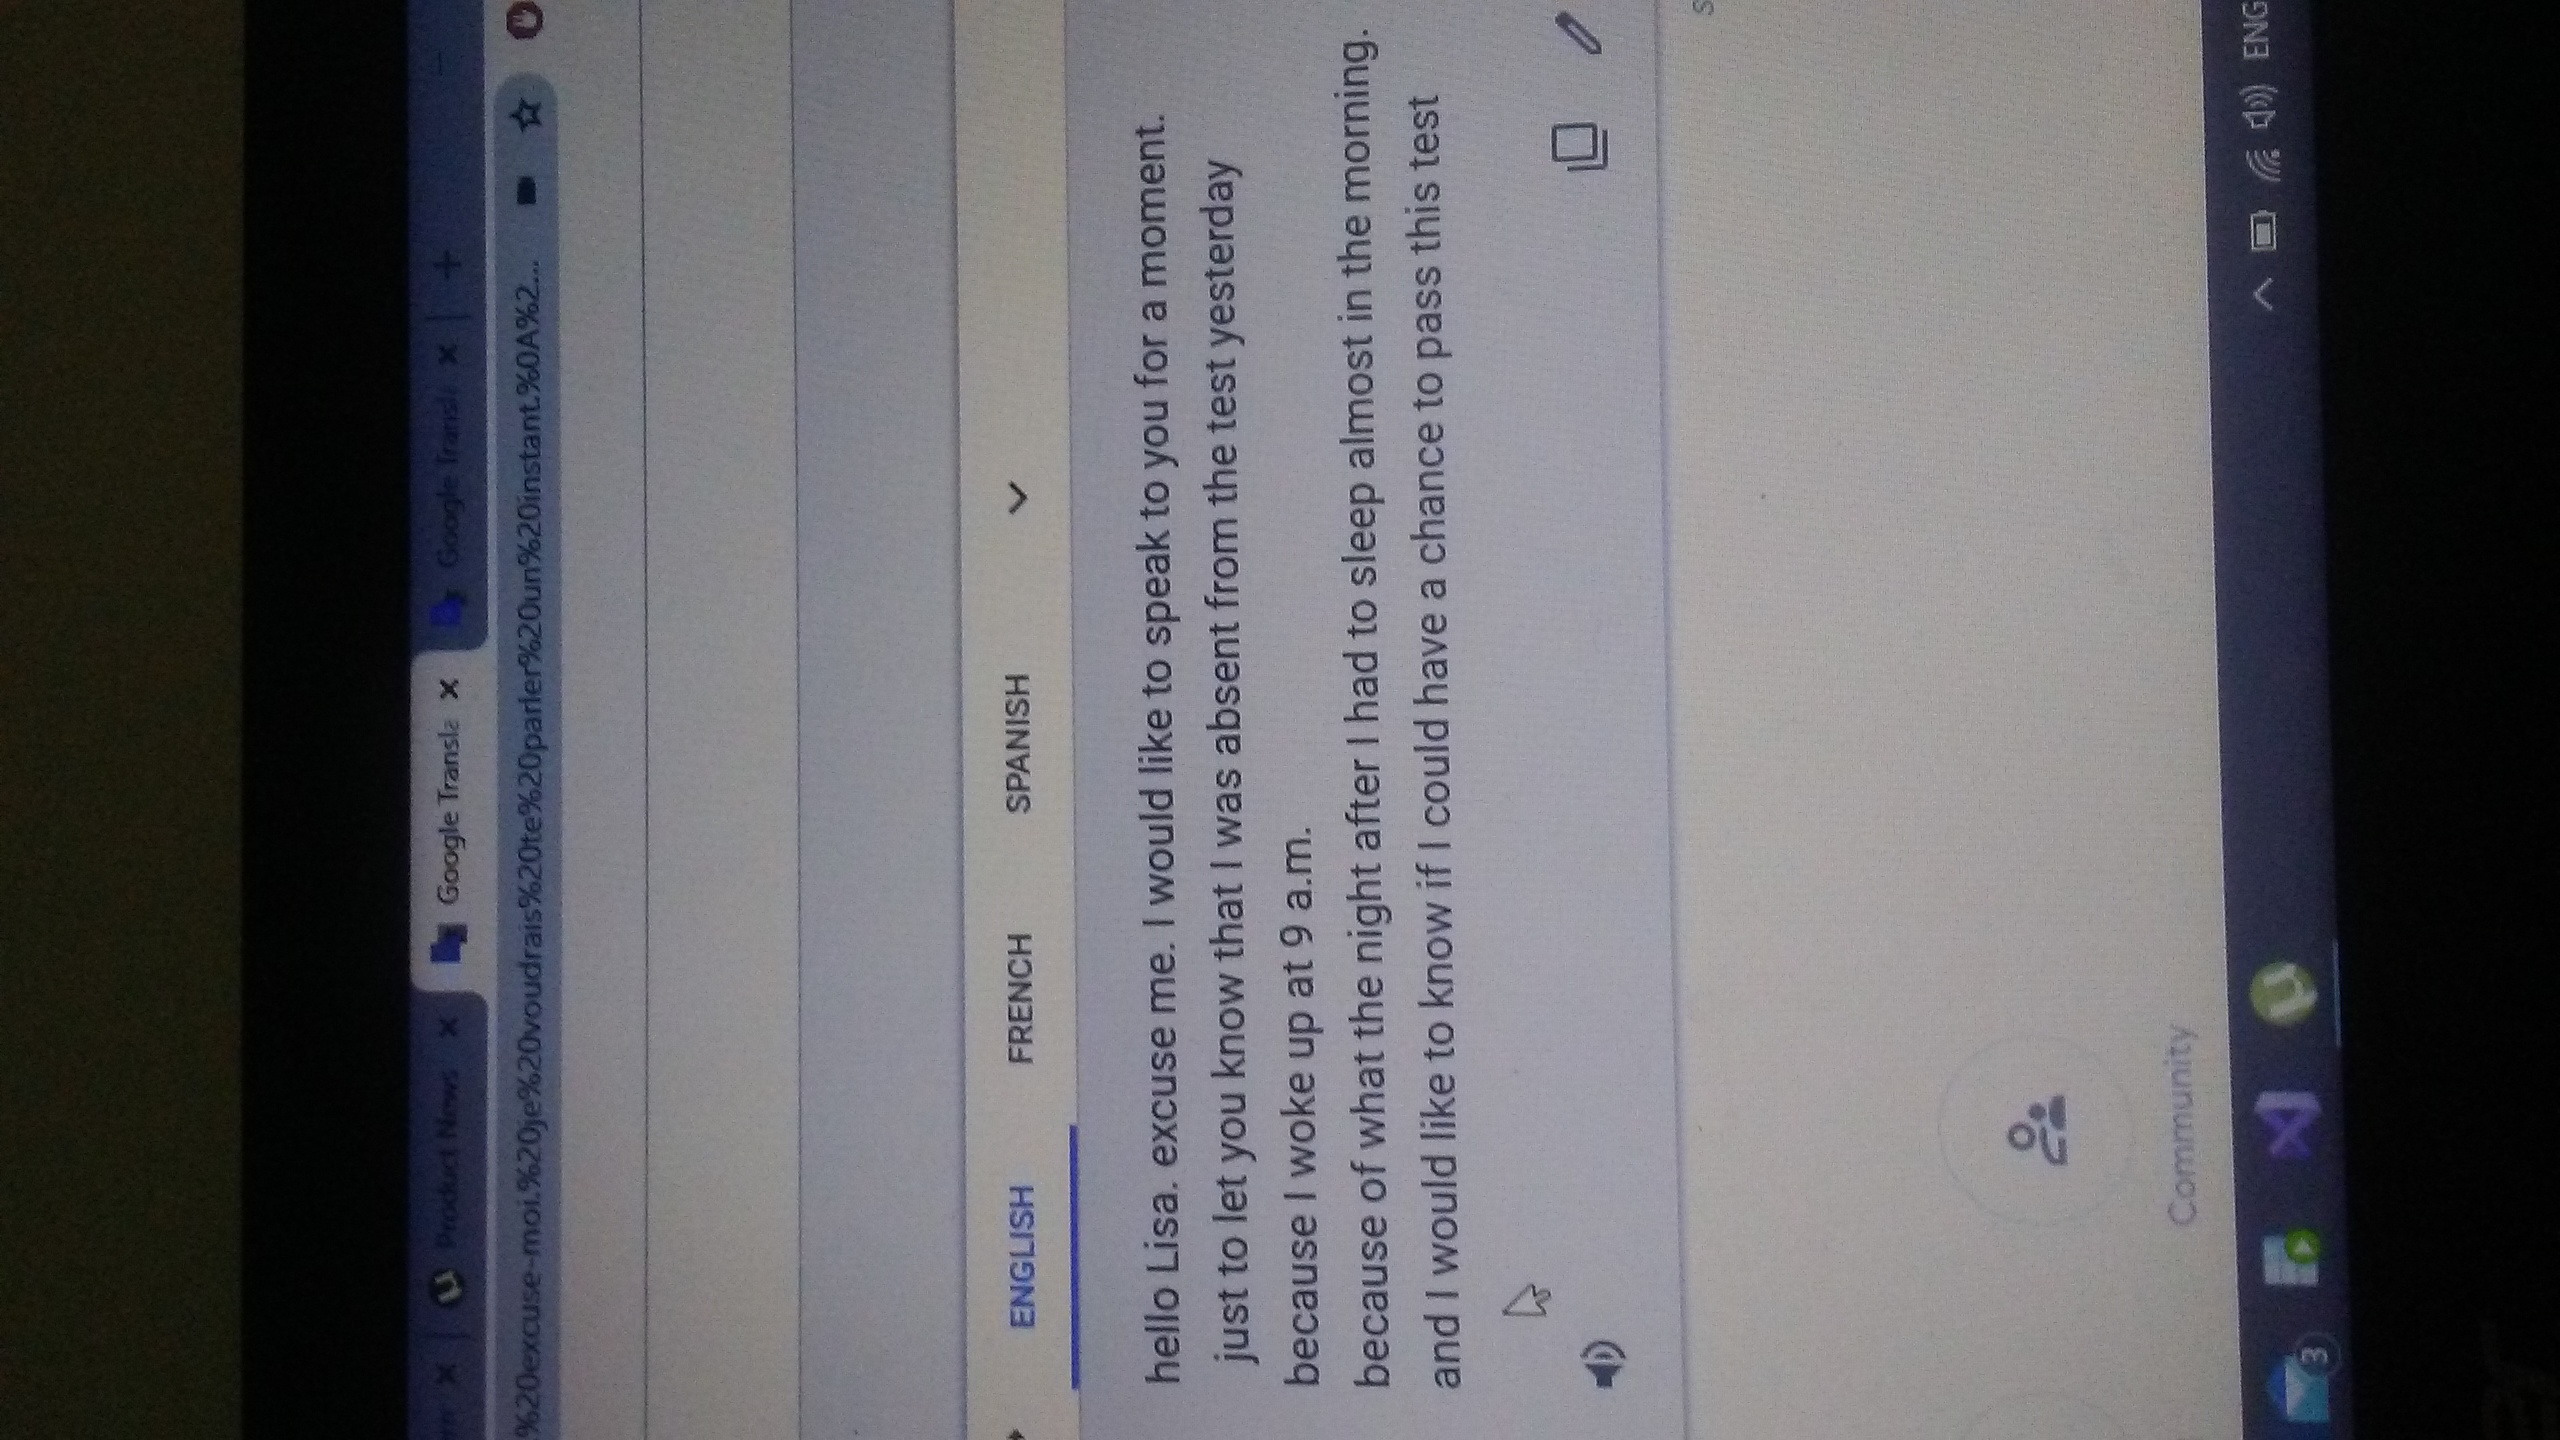 Product News
Google Transla
Google Transla
%20excuse-moi.%20je%20voudrais%20te%20parler%20un%20instant.%0A%2...
ENGLISH FRENCH SPANISH
hello Lisa. excuse me. I would like to speak to you for a moment.
just to let you know that I was absent from the test yesterday
because I woke up at 9 a.m.
because of what the night after I had to sleep almost in the morning.
and I would like to know if I could have a chance to pass this test
Community
3
ENG